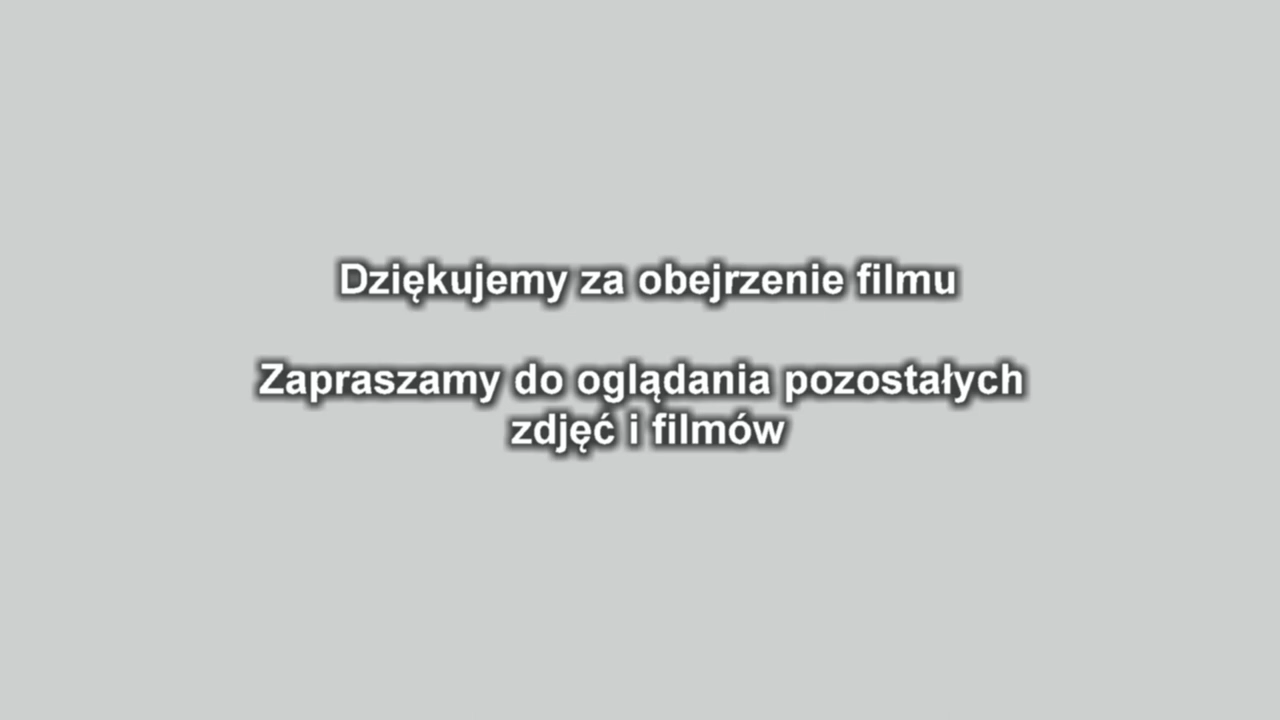 Dziękujemy za obejrzenie filmu
Zapraszamy do oglądania pozostałych
zdjęć i filmów